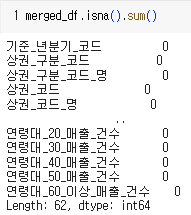 1 merged_df.isna().sum()
기준_년분기_코드 0
상권_구분_코드 0
상권_구분_코드_명 0
상권_코드 0
상권_코드_명 0
..
연령대_20_매출_건수 0
연령대_30_매출_건수 0
연령대_40_매출_건수 0
연령대_50_매출_건수 0
연령대_60_이상_매출_건수 0
Length: 62, dtype: int64